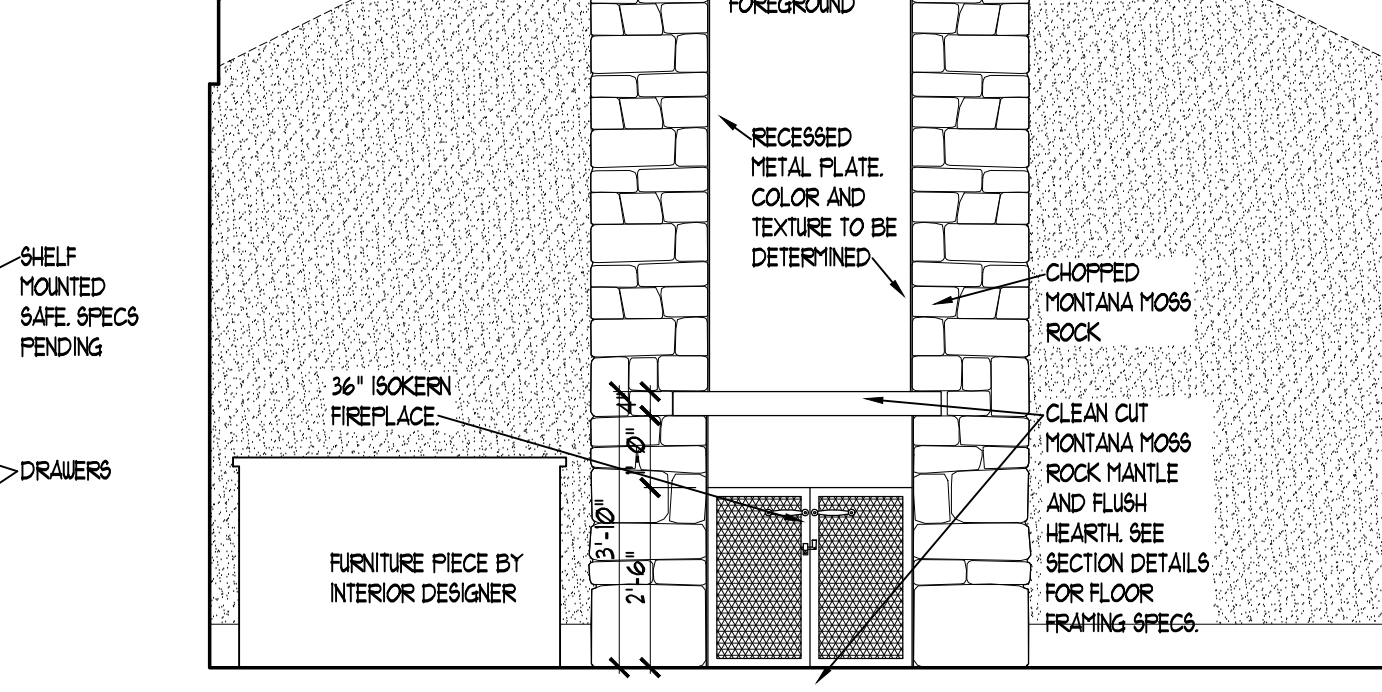 FOREGROUND
RECESSED
METAL PLATE.
COLOR AND
TEXTURE TO BE
DETERMINED
SHELF
MOUNTED
SAFE. SPECS
PENDING
CHOPPED
MONTANA MOSS
ROCK
36" ISOKERN
FIREPLACE.
CLEAN CUT
MONTANA MOSS
ROCK MANTLE
AND FLUSH
HEARTH. SEE
SECTION DETAILS
FOR FLOOR
FRAMING SPECS.
DRAWERS
4"
1'-0"
3'-10"
2'-6"
FURNITURE PIECE BY
INTERIOR DESIGNER